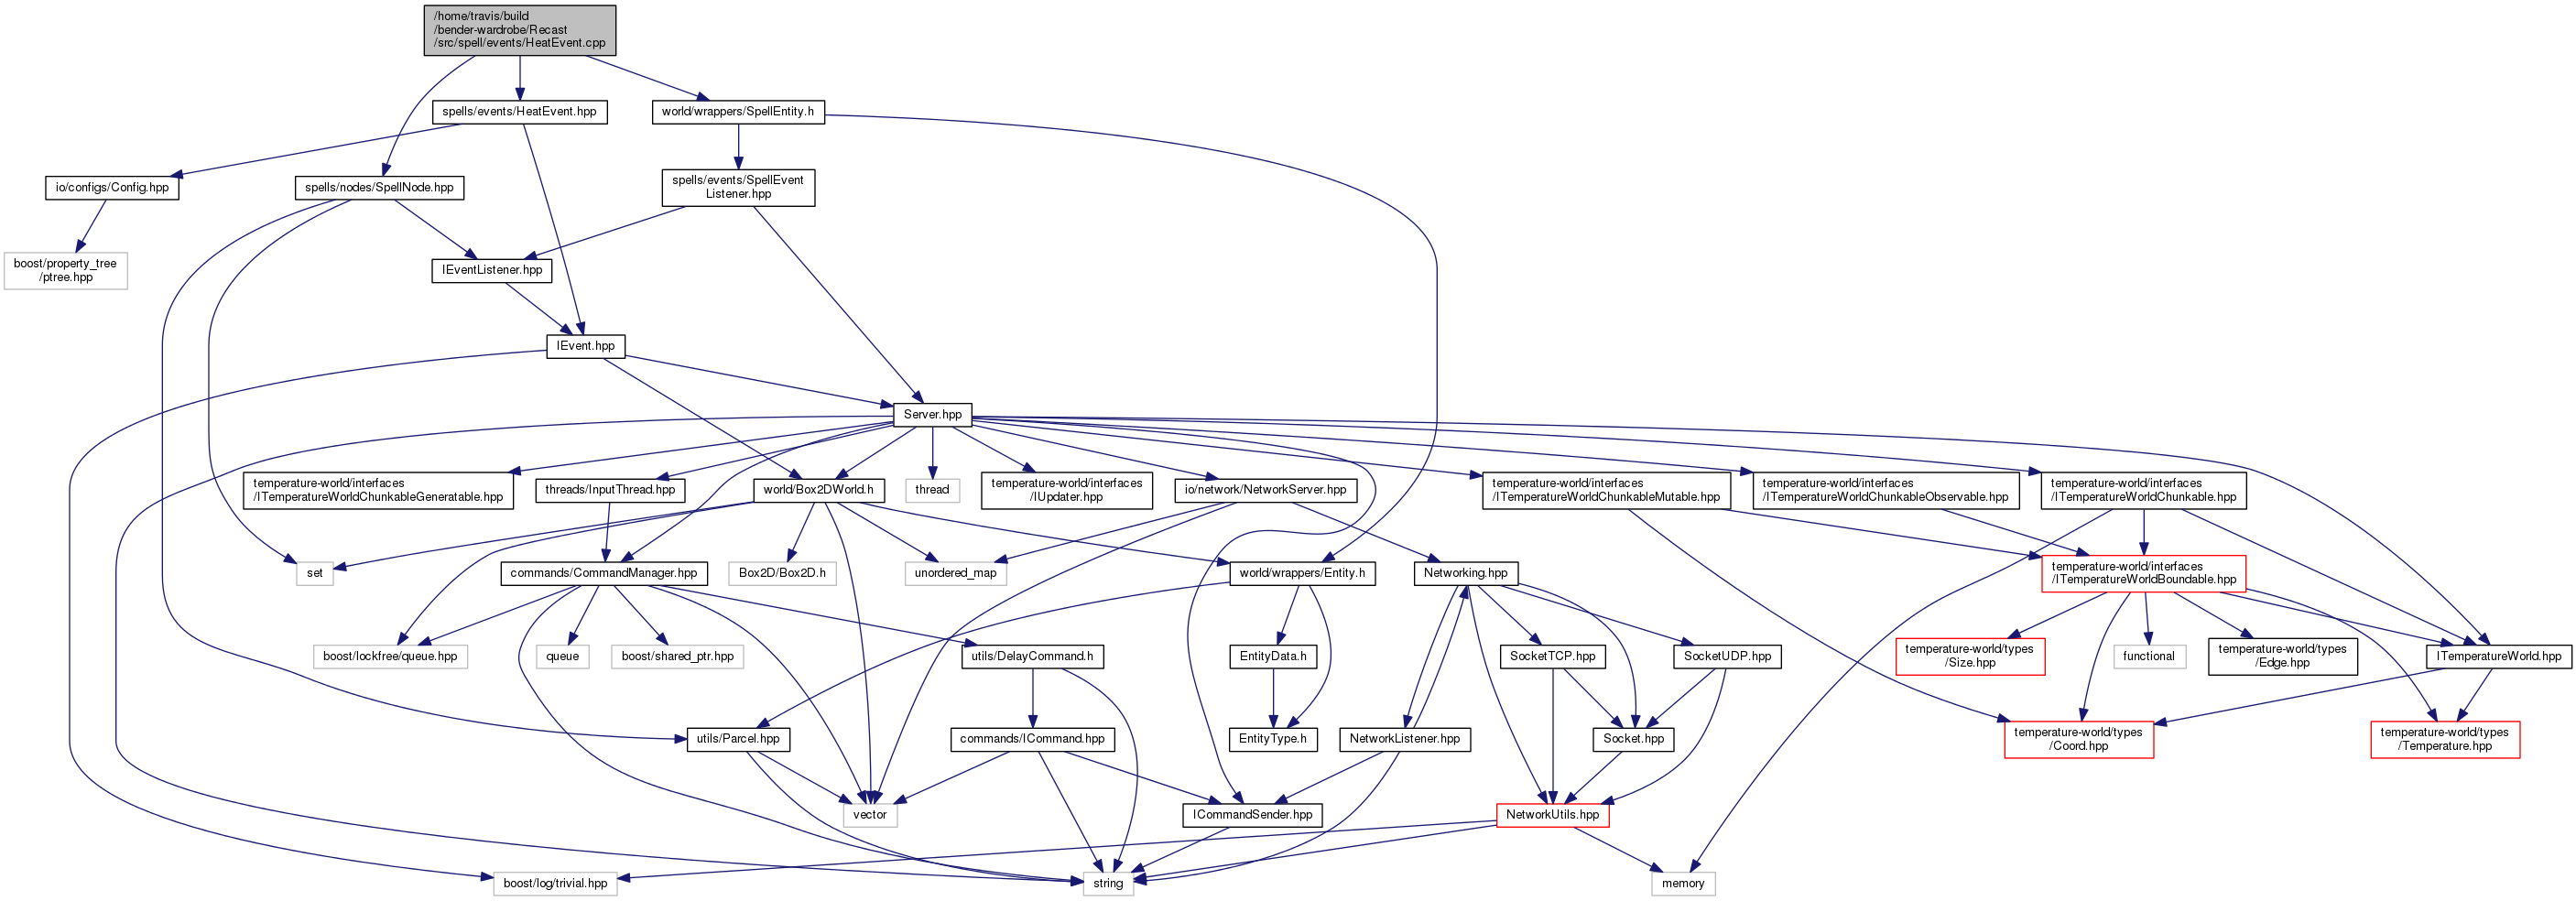 /home/travis/build
/bender-wardrobe/Recast
/src/spell/events/HeatEvent.cpp
spells/events/HeatEvent.hpp
world/wrappers/SpellEntity.h
io/configs/Config.hpp
spells/nodes/SpellNode.hpp
spells/events/SpellEvent
Listener.hpp
boost/property_tree
/ptree.hpp
IEventListener.hpp
IEvent.hpp
Server.hpp
temperature-world/interfaces
/ITemperatureWorldChunkableGeneratable.hpp
threads/InputThread.hpp
world/Box2DWorld.h
thread
temperature-world/interfaces
/IUpdater.hpp
io/network/NetworkServer.hpp
temperature-world/interfaces
/ITemperatureWorldChunkableMutable.hpp
temperature-world/interfaces
/ITemperatureWorldChunkableObservable.hpp
temperature-world/interfaces
/ITemperatureWorldChunkable.hpp
set
commands/CommandManager.hpp
Box2D/Box2D.h
unordered_map
world/wrappers/Entity.h
Networking.hpp
temperature-world/interfaces
/ITemperatureWorldBoundable.hpp
boost/lockfree/queue.hpp
queue
boost/shared_ptr.hpp
utils/DelayCommand.h
EntityData.h
SocketTCP.hpp
SocketUDP.hpp
temperature-world/types
/Size.hpp
functional
temperature-world/types
/Edge.hpp
ITemperatureWorld.hpp
utils/Parcel.hpp
commands/ICommand.hpp
EntityType.h
NetworkListener.hpp
Socket.hpp
temperature-world/types
/Coord.hpp
temperature-world/types
/Temperature.hpp
vector
ICommandSender.hpp
NetworkUtils.hpp
boost/log/trivial.hpp
string
memory